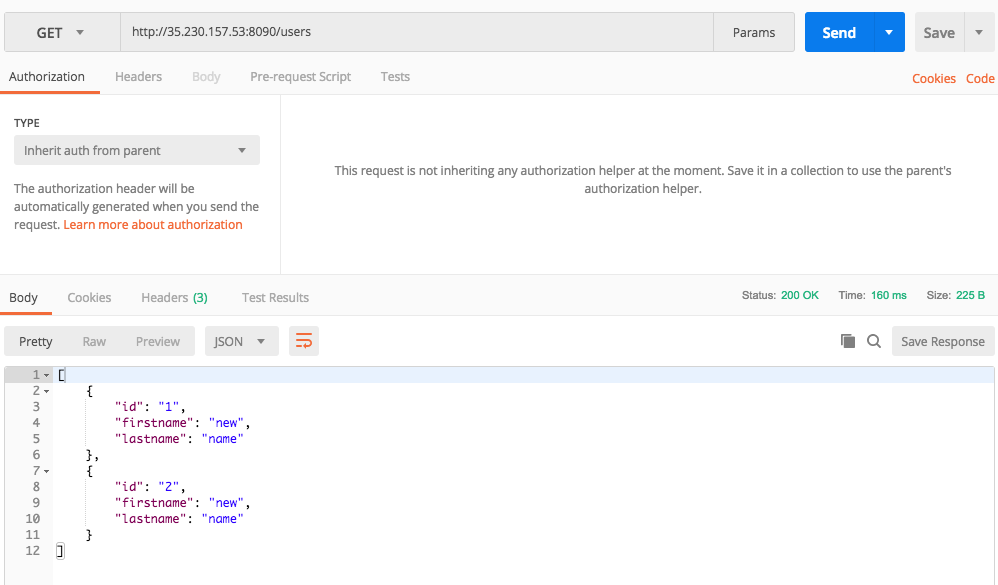 GET http://35.230.157.53:8090/users Params Send Save
Authorization Headers Body Pre-request Script Tests Cookies Code
TYPE
Inherit auth from parent
The authorization header will be
automatically generated when you send the
request. Learn more about authorization
This request is not inheriting any authorization helper at the moment. Save it in a collection to use the parent's
authorization helper.
Body Cookies Headers (3) Test Results Status: 200 OK Time: 160 ms Size: 225 B
Pretty Raw Preview JSON Save Response
1 [
2 {
3 "id": "1",
4 "firstname": "new",
5 "lastname": "name"
6 },
7 {
8 "id": "2",
9 "firstname": "new",
10 "lastname": "name"
11 }
12 ]